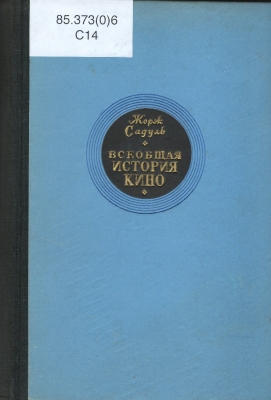 85.373(0)6
С14
Жорж
Садуль
ВСЕОБЩАЯ
ИСТОРИЯ
КИНО